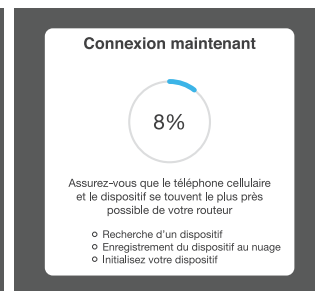 Connexion maintenant
8%
Assurez-vous que le téléphone cellulaire
et le dispositif se touvent le plus près
possible de votre routeur
Recherche d'un dispositif
Enregistrement du dispositif au nuage
Initialisez votre dispositif